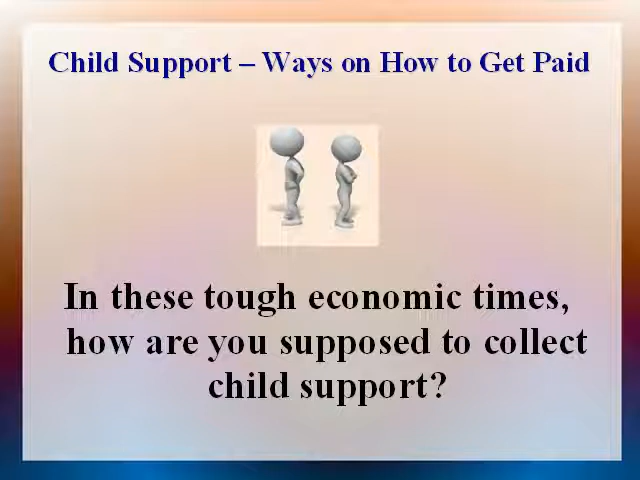 Child Support – Ways on How to Get Paid
In these tough economic times,
how are you supposed to collect
child support?